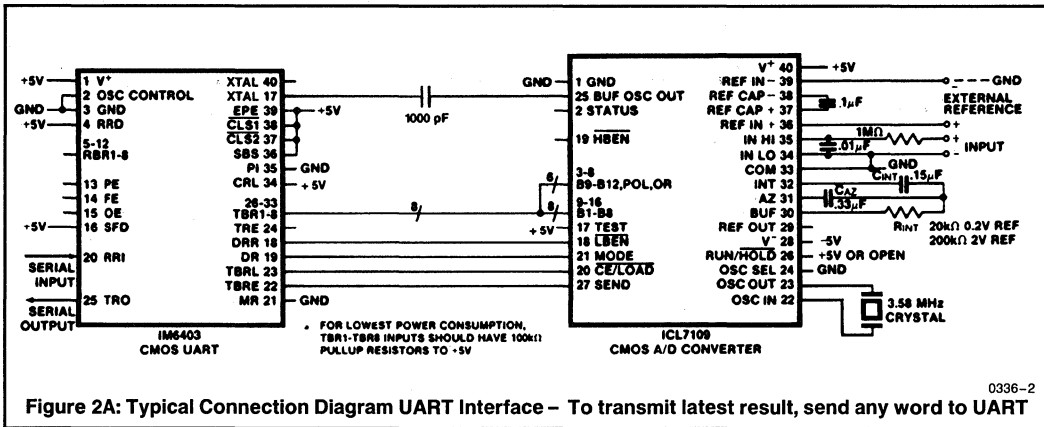 +5V
GND
+5V
+5V
SERIAL INPUT
SERIAL OUTPUT
1 V+
2 OSC CONTROL
3 GND
4 RRD
5-12
RBR1-8
13 PE
14 FE
15 OE
16 SFD
20 RRI
25 TRO
XTAL 40
XTAL 17
EPE 39
CLS1 38
CLS2 37
SBS 36
PI 35
CRL 34
26-33
TBR1-8
TRE 24
DRR 18
DR 19
TBRL 23
TBRE 22
MR 21
+5V
GND
+5V
GND
IM6403
CMOS UART
1000 pF
8
6
8
* FOR LOWEST POWER CONSUMPTION,
TBR1-TBR8 INPUTS SHOULD HAVE 100kΩ
PULLUP RESISTORS TO +5V
GND
+5V
1 GND
25 BUF OSC OUT
2 STATUS
19 HBEN
3-8
B9-B12,POL,OR
9-16
B1-B8
17 TEST
18 LBEN
21 MODE
20 CE/LOAD
27 SEND
V+ 40
REF IN- 39
REF CAP- 38
REF CAP+ 37
REF IN + 36
IN HI 35
IN LO 34
COM 33
INT 32
AZ 31
BUF 30
REF OUT 29
V- 28
RUN/HOLD 26
OSC SEL 24
OSC OUT 23
OSC IN 22
ICL7109
CMOS A/D CONVERTER
+5V
GND
-
EXTERNAL
REFERENCE
+
.1µF
1MΩ
+
INPUT
-
.01µF
GND
CINT .15µF
CAZ
.33µF
RINT
20kΩ 0.2V REF
200kΩ 2V REF
-5V
+5V OR OPEN
GND
3.58 MHz
CRYSTAL
0336-2
Figure 2A: Typical Connection Diagram UART Interface – To transmit latest result, send any word to UART